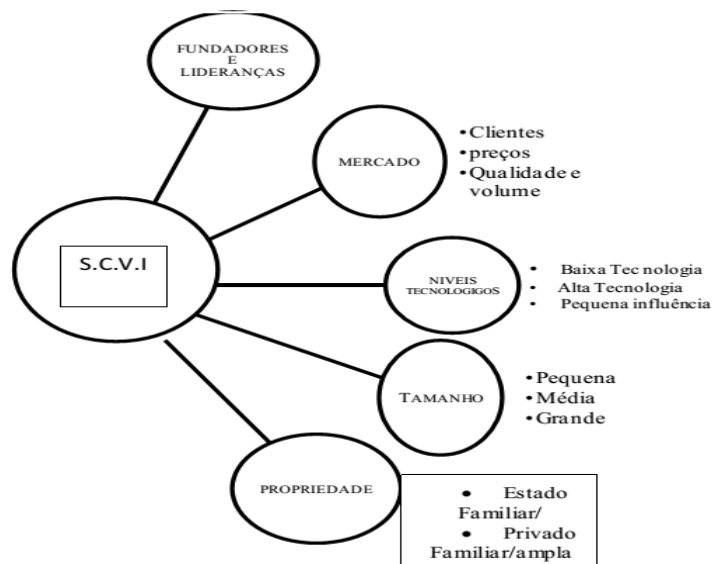 FUNDADORES
E
LIDERANÇAS
MERCADO
•Clientes
•preços
•Qualidade e
volume
S.C.V.I
NIVEIS
TECNOLOGIGOS
• Baixa Tecnologia
• Alta Tecnologia
• Pequena influência
TAMANHO
•Pequena
•Média
•Grande
PROPRIEDADE
• Estado
Familiar/
• Privado
Familiar/ampla